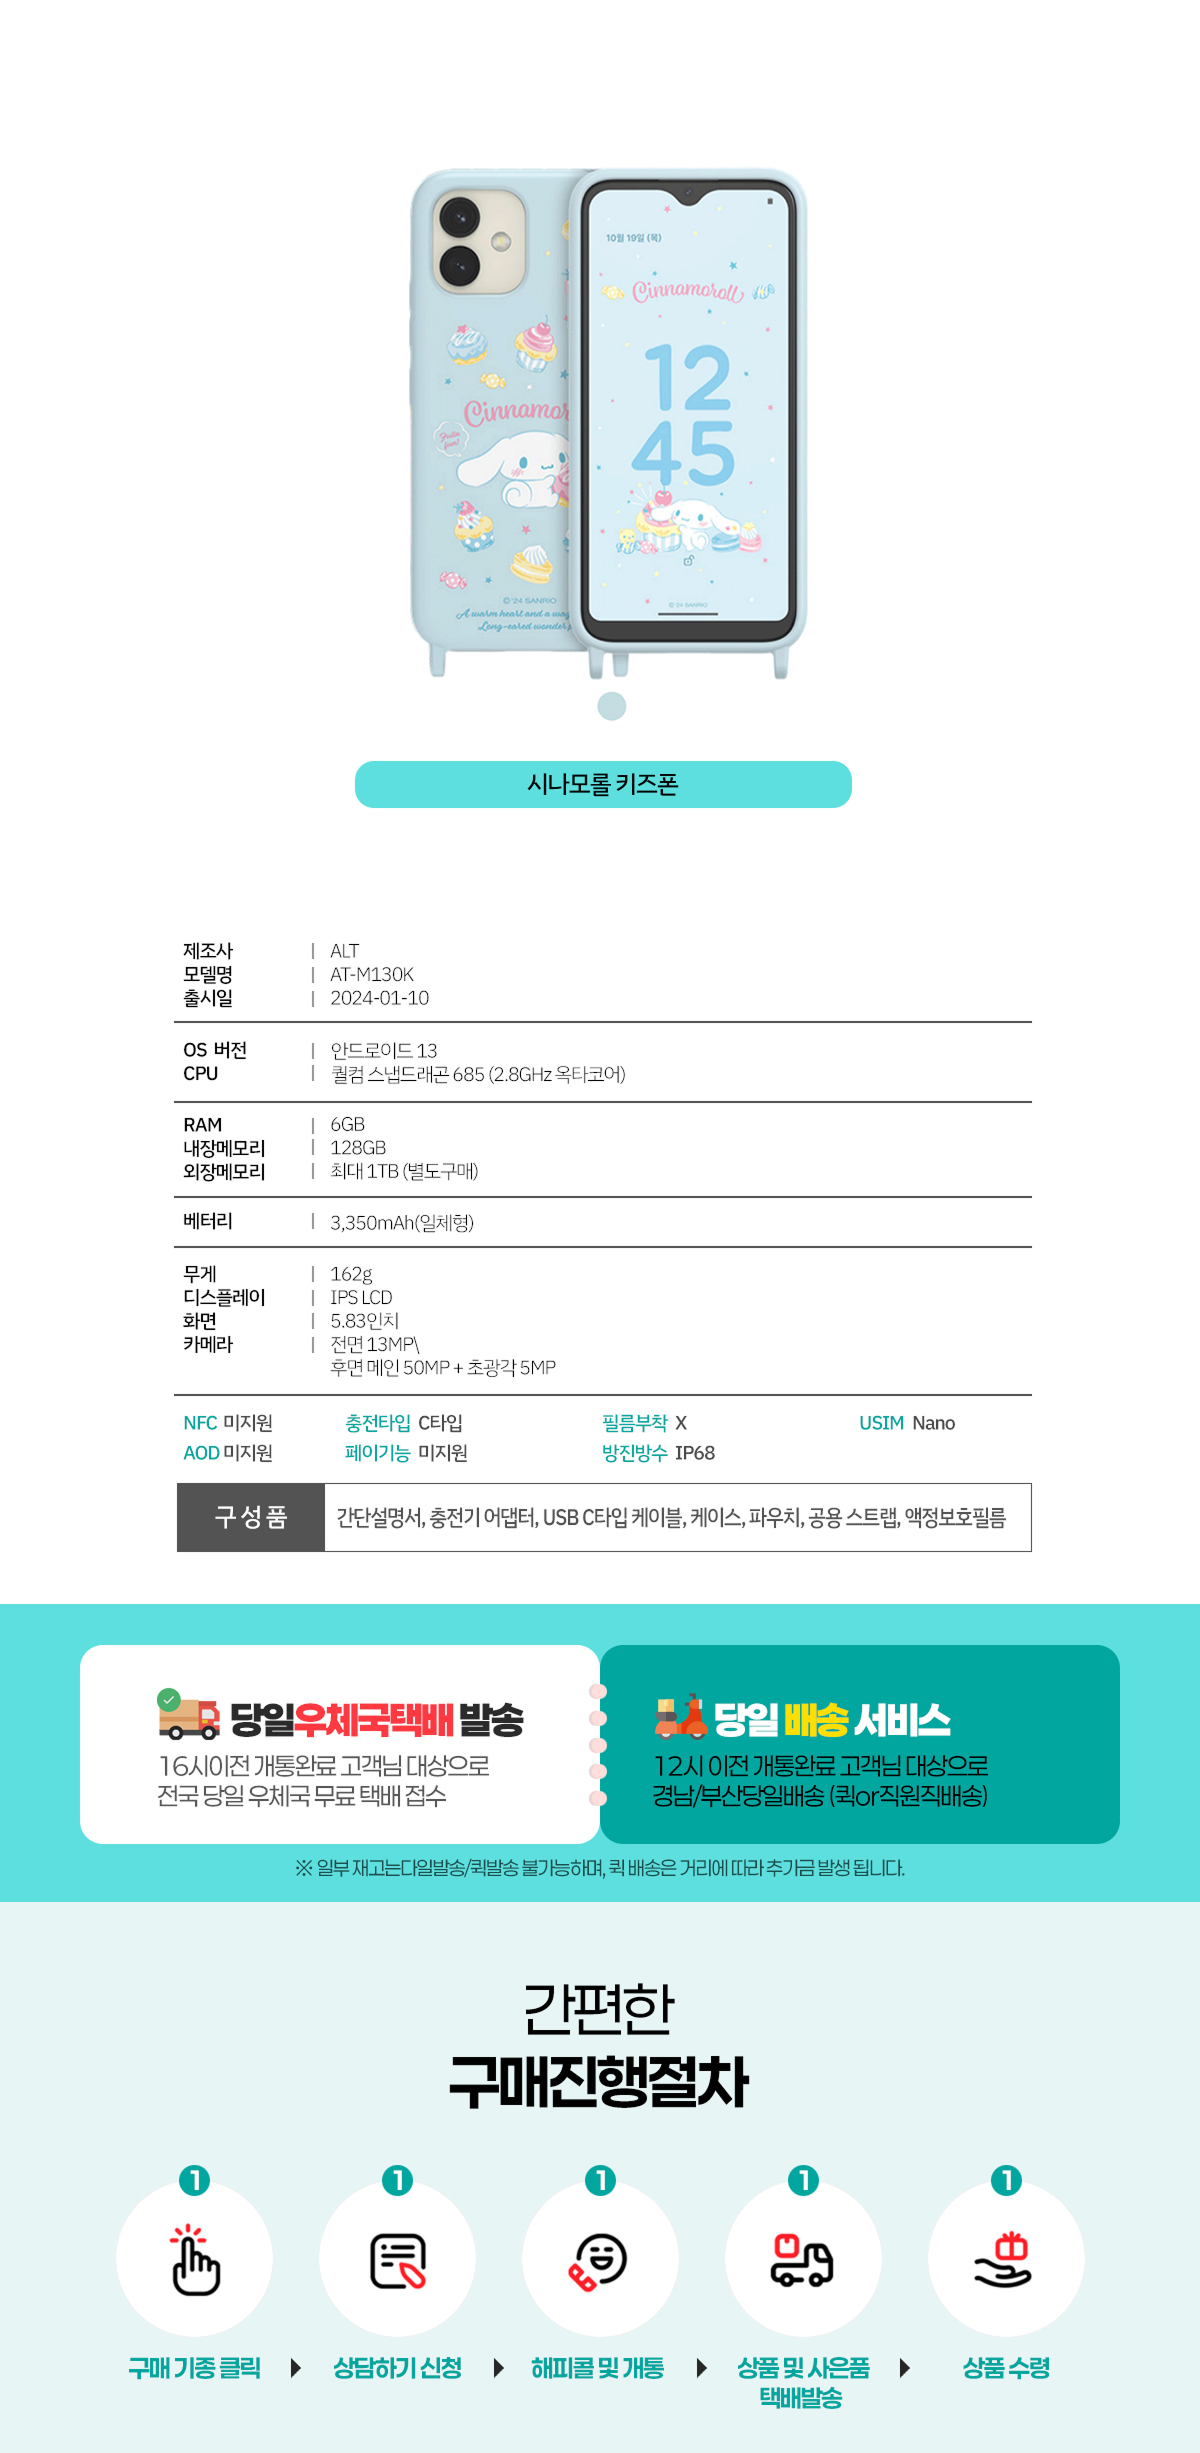 10월 19일 (목)
Cinnamoroll
12
45
© '24 SANRIO
Cinnamor
© '24 SANRIO
A warm heart and a wag
Long-eared wonder
시나모롤 키즈폰
제조사 | ALT
모델명 | AT-M130K
출시일 | 2024-01-10
OS 버전 | 안드로이드 13
CPU | 퀄컴 스냅드래곤 685 (2.8GHz 옥타코어)
RAM | 6GB
내장메모리 | 128GB
외장메모리 | 최대 1TB (별도구매)
베터리 | 3,350mAh(일체형)
무게 | 162g
디스플레이 | IPS LCD
화면 | 5.83인치
카메라 | 전면 13MP\
후면 메인 50MP + 초광각 5MP
NFC 미지원 충전타입 C타입 필름부착 X USIM Nano
AOD 미지원 페이기능 미지원 방진방수 IP68
구성품 간단설명서, 충전기 어댑터, USB C타입 케이블, 케이스, 파우치, 공용 스트랩, 액정보호필름
당일우체국택배 발송
16시이전 개통완료 고객님 대상으로
전국 당일 우체국 무료 택배 접수
당일 배송 서비스
12시 이전 개통완료 고객님 대상으로
경남/부산당일배송 (퀵or직원직배송)
※ 일부 재고는다일발송/퀵발송 불가능하며, 퀵 배송은 거리에 따라 추가금 발생 됩니다.
간편한
구매진행절차
1 1 1 1 1
구매 기종 클릭 상담하기 신청 해피콜 및 개통 상품 및 사은품 상품 수령
택배발송